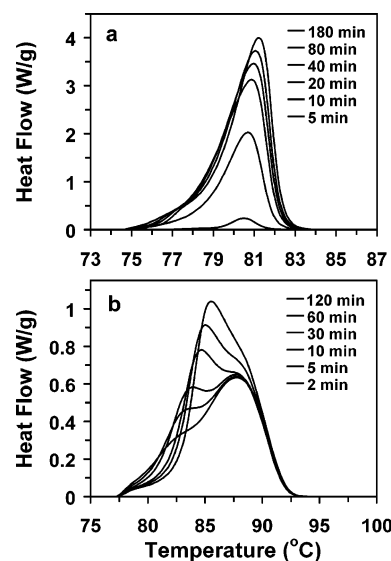 a
180 min
80 min
40 min
20 min
10 min
5 min
Heat Flow (W/g)
4
3
2
1
0
73 75 77 79 81 83 85 87
b
120 min
60 min
30 min
10 min
5 min
2 min
Heat Flow (W/g)
1
0.8
0.6
0.4
0.2
0
75 80 85 90 95 100
Temperature (°C)